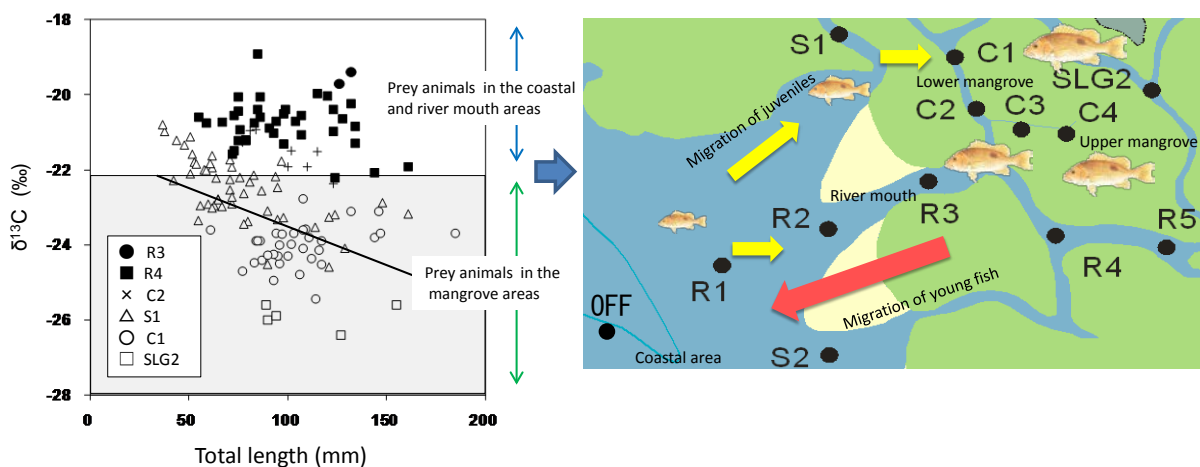 -18
-20
-22
-24
-26
-28
δ¹³C (‰)
0
50
100
150
200
Total length (mm)
R3
R4
C2
S1
C1
SLG2
Prey animals in the coastal
and river mouth areas
Prey animals in the
mangrove areas
S1
C1
SLG2
Lower mangrove
C2
C3
C4
Migration of juveniles
Upper mangrove
River mouth
R3
R2
R5
R4
R1
Migration of young fish
OFF
S2
Coastal area